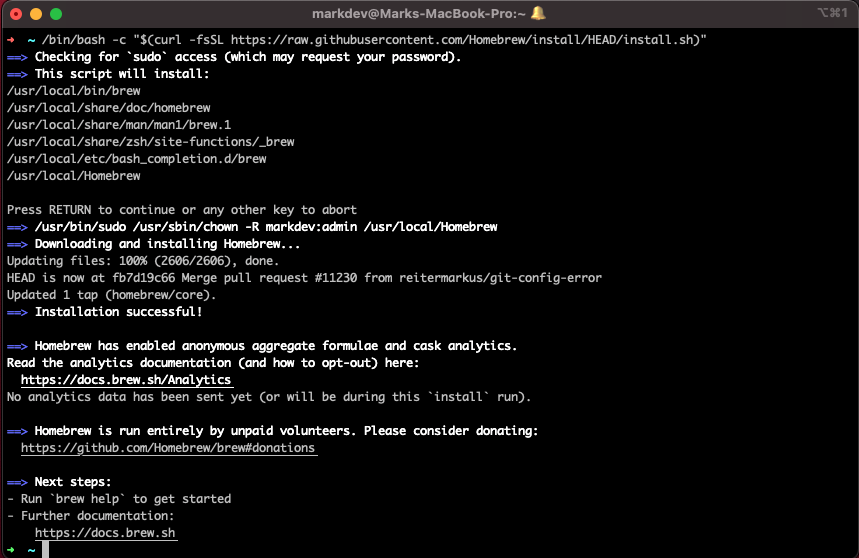 markdev@Marks-MacBook-Pro:~ 🔔 ⌥⌘1
➜ ~ /bin/bash -c "$(curl -fsSL https://raw.githubusercontent.com/Homebrew/install/HEAD/install.sh)"
==> Checking for `sudo` access (which may request your password).
==> This script will install:
/usr/local/bin/brew
/usr/local/share/doc/homebrew
/usr/local/share/man/man1/brew.1
/usr/local/share/zsh/site-functions/_brew
/usr/local/etc/bash_completion.d/brew
/usr/local/Homebrew
Press RETURN to continue or any other key to abort
==> /usr/bin/sudo /usr/sbin/chown -R markdev:admin /usr/local/Homebrew
==> Downloading and installing Homebrew...
Updating files: 100% (2606/2606), done.
HEAD is now at fb7d19c66 Merge pull request #11230 from reitermarkus/git-config-error
Updated 1 tap (homebrew/core).
==> Installation successful!
==> Homebrew has enabled anonymous aggregate formulae and cask analytics.
Read the analytics documentation (and how to opt-out) here:
https://docs.brew.sh/Analytics
No analytics data has been sent yet (or will be during this `install` run).
==> Homebrew is run entirely by unpaid volunteers. Please consider donating:
https://github.com/Homebrew/brew#donations
==> Next steps:
- Run `brew help` to get started
- Further documentation:
https://docs.brew.sh
➜ ~